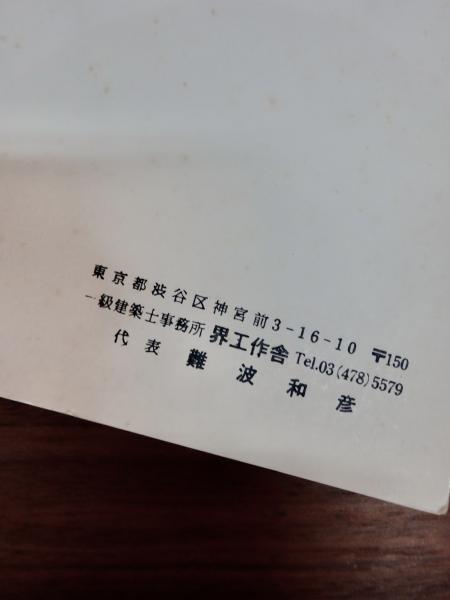 東京都渋谷区神宮前3-16-10 〒150
一級建築士事務所 界工作舎 Tel.03(478)5579
代表 難波和彦